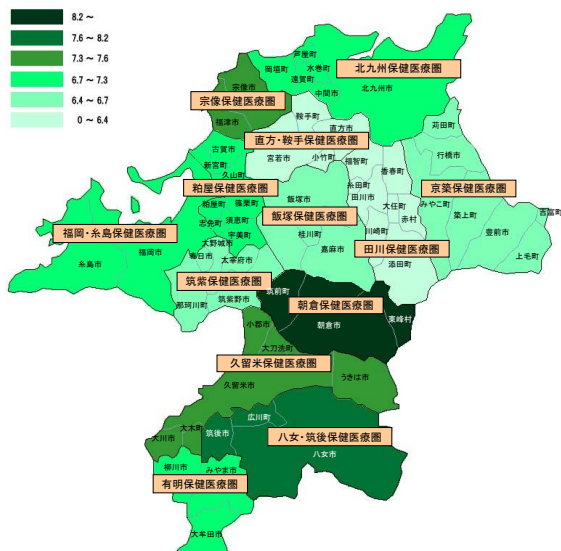 8.2 ～
7.6 ～ 8.2
7.3 ～ 7.6
6.7 ～ 7.3
6.4 ～ 6.7
0 ～ 6.4
芦屋町
岡垣町
水巻町
遠賀町
中間市
北九州保健医療圏
北九州市
宗像市
宗像保健医療圏
福津市
鞍手町
直方市
直方・鞍手保健医療圏
宮若市
小竹町
福智町
苅田町
行橋市
古賀市
新宮町
久山町
粕屋保健医療圏
粕屋町
篠栗町
志免町
須恵町
宇美町
糸田町
田川市
香春町
大任町
赤村
川崎町
添田町
田川保健医療圏
京築保健医療圏
みやこ町
築上町
吉富町
豊前市
上毛町
飯塚市
飯塚保健医療圏
桂川町
嘉麻市
福岡・糸島保健医療圏
福岡市
糸島市
大野城市
春日市
太宰府市
筑紫保健医療圏
那珂川町
筑紫野市
筑前町
朝倉保健医療圏
朝倉市
東峰村
小郡市
大刀洗町
久留米保健医療圏
久留米市
うきは市
大川市
大木町
筑後市
広川町
八女・筑後保健医療圏
八女市
柳川市
みやま市
有明保健医療圏
大牟田市